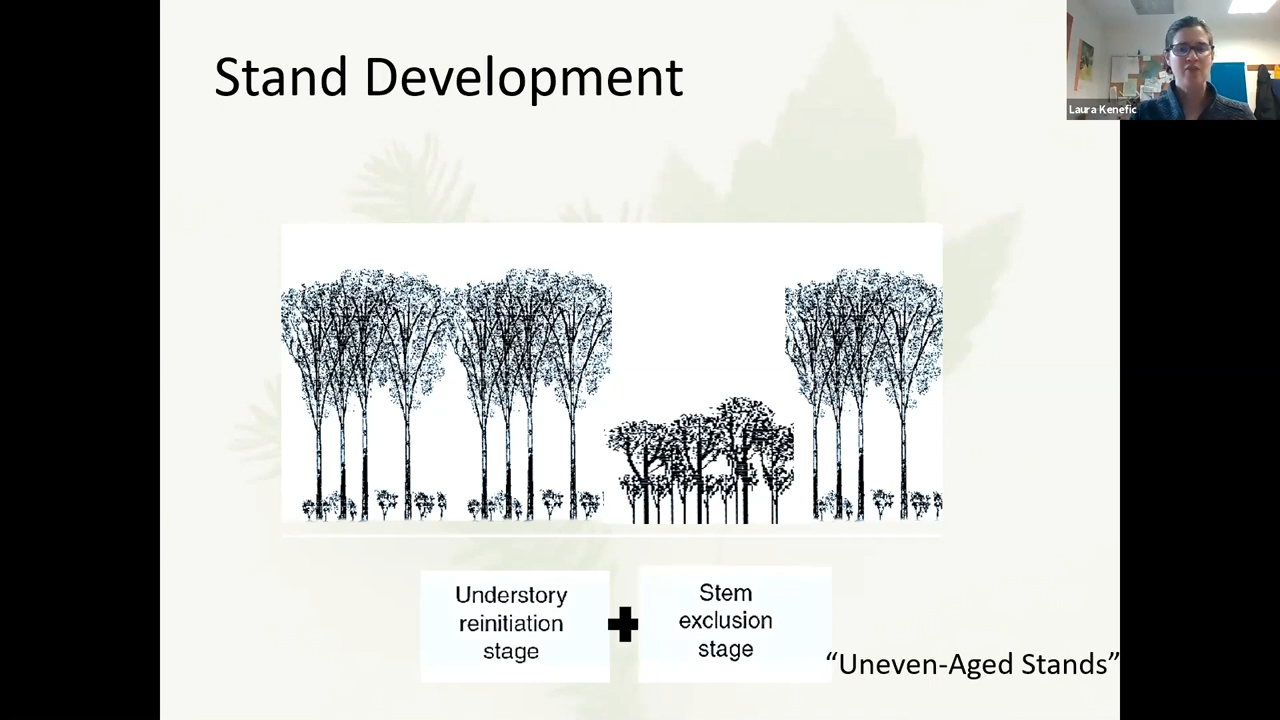 Stand Development
Laura Kenefic
Understory
reinitiation
stage
Stem
exclusion
stage
“Uneven-Aged Stands”